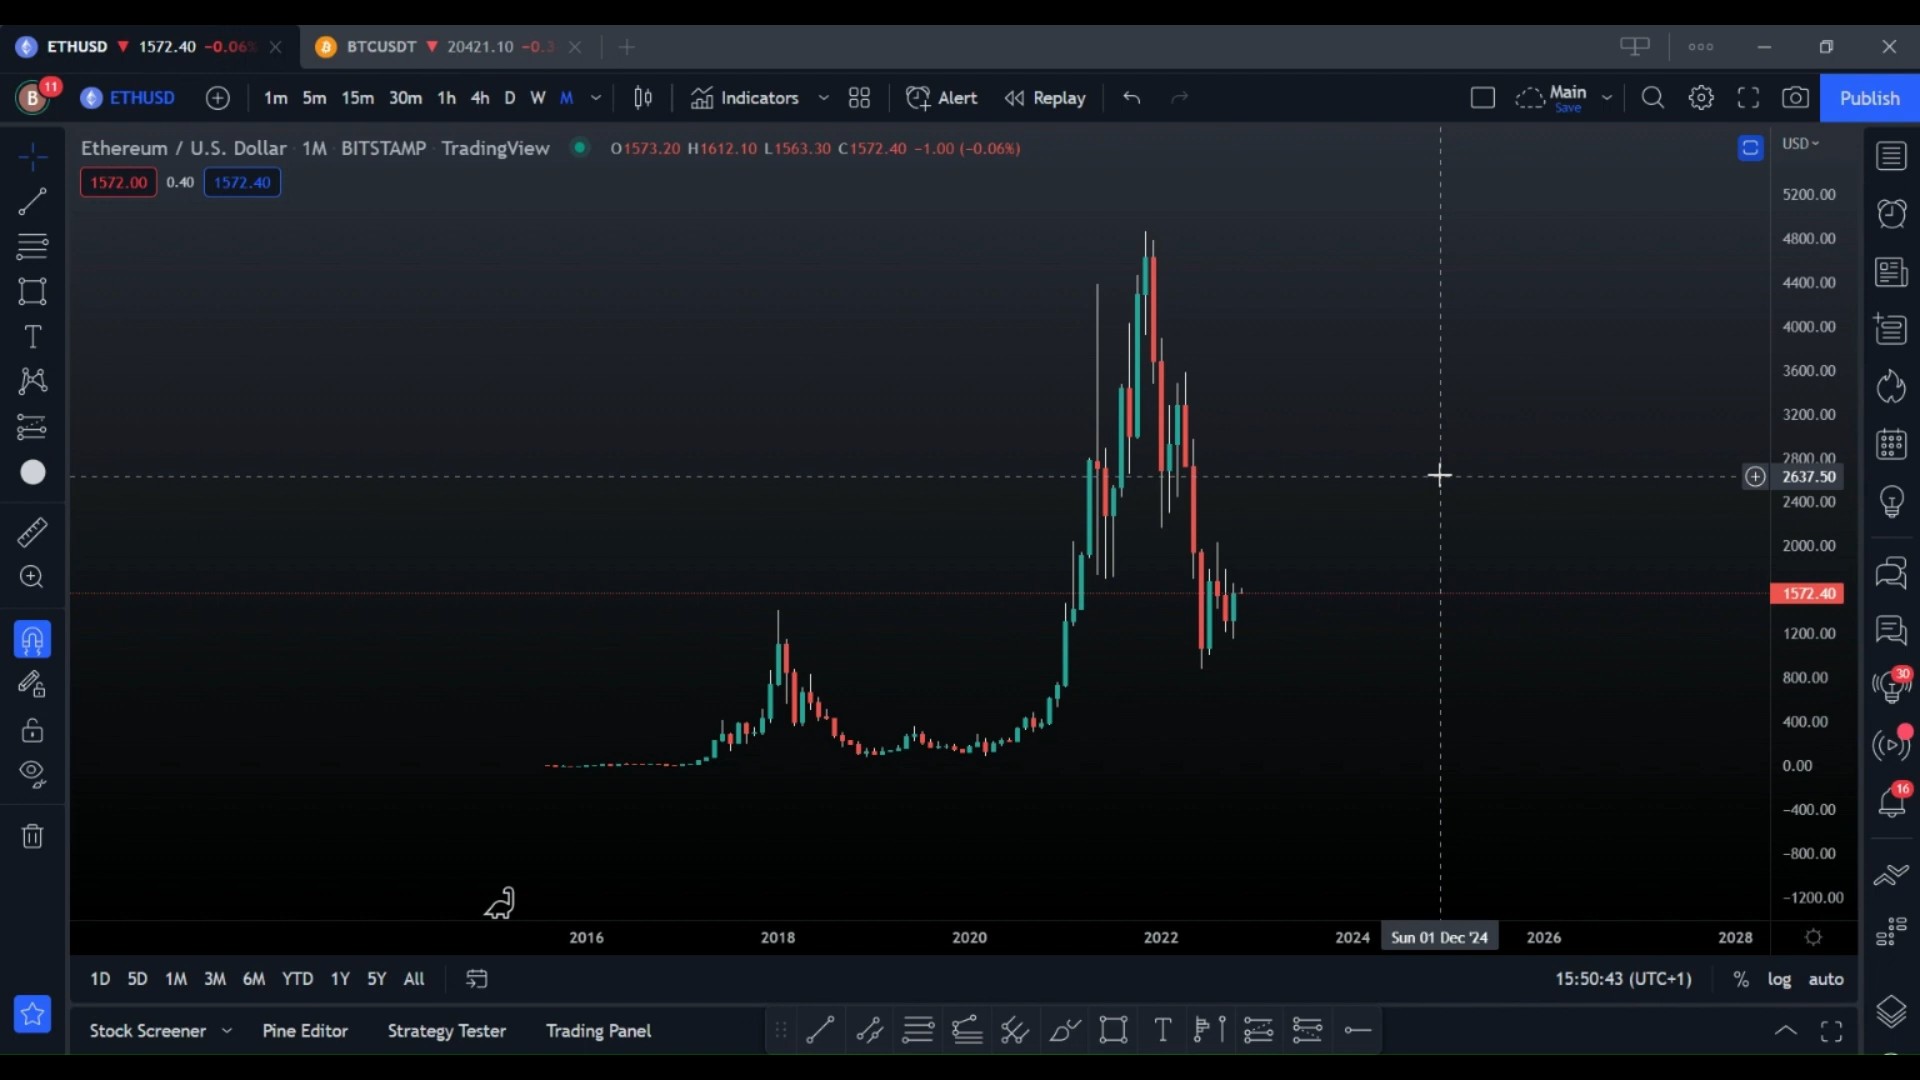 ETHUSD ▼ 1572.40 −0.06%
BTCUSDT ▼ 20421.10 −0.3
B 11
ETHUSD 1m 5m 15m 30m 1h 4h D W M Indicators Alert Replay Main Save Publish
Ethereum / U.S. Dollar 1M BITSTAMP TradingView O1573.20 H1612.10 L1563.30 C1572.40 −1.00 (−0.06%)
1572.00 0.40 1572.40
USD
5200.00
4800.00
4400.00
4000.00
3600.00
3200.00
2800.00
2637.50
2400.00
2000.00
1572.40
1200.00
800.00
400.00
0.00
−400.00
−800.00
−1200.00
30
16
2016 2018 2020 2022 2024 Sun 01 Dec '24 2026 2028
1D 5D 1M 3M 6M YTD 1Y 5Y All 15:50:43 (UTC+1) % log auto
Stock Screener Pine Editor Strategy Tester Trading Panel